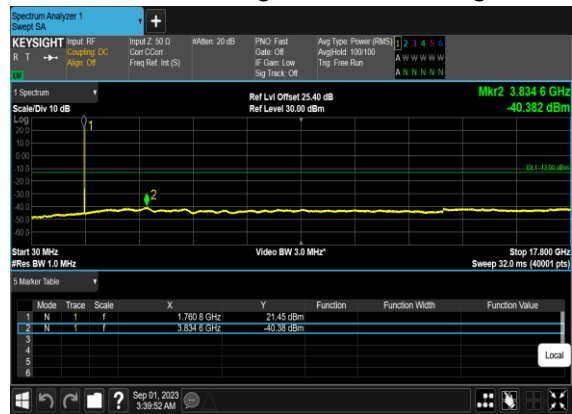 Spectrum Analyzer 1
Swept SA
KEYSIGHT Input: RF Input Z: 50 Ω #Atten: 20 dB PNO: Fast Avg Type: Power (RMS) 1 2 3 4 5 6
R T Coupling: DC Corr CCorr Gate: Off Avg|Hold: 100/100 A W W W W W
Align: Off Freq Ref: Int (S) IF Gain: Low Trig: Free Run
Sig Track: Off A N N N N N
LV
1 Spectrum Ref Lvl Offset 25.40 dB Mkr2 3.834 6 GHz
Scale/Div 10 dB Ref Level 30.00 dBm -40.382 dBm
Log
20.0 1
10.0
0.00
-10.0 DL1 -13.00 dBm
-20.0
-30.0 2
-40.0
-50.0
-60.0
Start 30 MHz Video BW 3.0 MHz* Stop 17.800 GHz
#Res BW 1.0 MHz Sweep 32.0 ms (40001 pts)
5 Marker Table
Mode Trace Scale X Y Function Function Width Function Value
1 N 1 f 1.760 8 GHz 21.45 dBm
2 N 1 f 3.834 6 GHz -40.38 dBm
3
4
5
6
Local
? Sep 01, 2023
3:39:52 AM